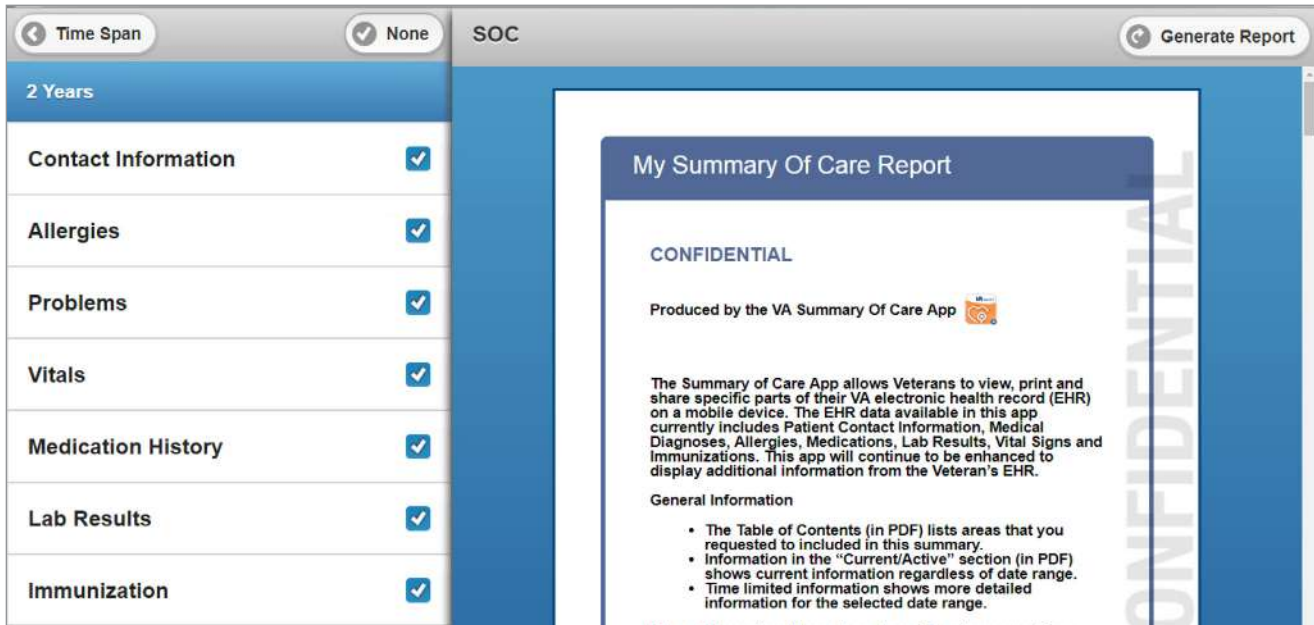 Time Span
None
SOC
Generate Report
2 Years
Contact Information
Allergies
Problems
Vitals
Medication History
Lab Results
Immunization
My Summary Of Care Report
CONFIDENTIAL
Produced by the VA Summary Of Care App
The Summary of Care App allows Veterans to view, print and
share specific parts of their VA electronic health record (EHR)
on a mobile device. The EHR data available in this app
currently includes Patient Contact Information, Medical
Diagnoses, Allergies, Medications, Lab Results, Vital Signs and
Immunizations. This app will continue to be enhanced to
display additional information from the Veteran's EHR.
General Information
• The Table of Contents (in PDF) lists areas that you
requested to included in this summary.
• Information in the “Current/Active” section (in PDF)
shows current information regardless of date range.
• Time limited information shows more detailed
information for the selected date range.
ONFIDENTIAL